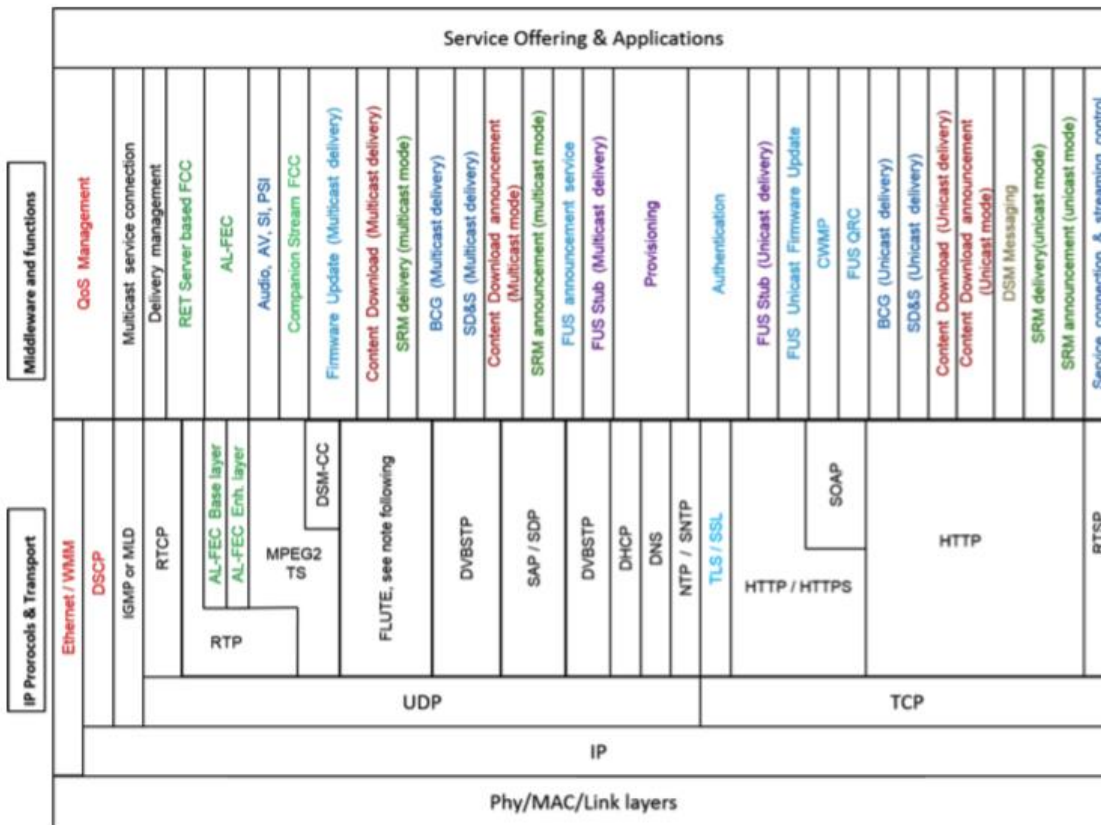 Service Offering & Applications
Middleware and functions
QoS Management
Multicast service connection
Delivery management
RET Server based FCC
AL-FEC
Audio, AV, SI, PSI
Companion Stream FCC
Firmware Update (Multicast delivery)
Content Download (Multicast delivery)
SRM delivery (multicast mode)
BCG (Multicast delivery)
SD&S (Multicast delivery)
Content Download announcement
(Multicast mode)
SRM announcement (multicast mode)
FUS announcement service
FUS Stub (Multicast delivery)
Provisioning
Authentication
FUS Stub (Unicast delivery)
FUS Unicast Firmware Update
CWMP
FUS QRC
BCG (Unicast delivery)
SD&S (Unicast delivery)
Content Download (Unicast delivery)
Content Download announcement
(Unicast mode)
DSM Messaging
SRM delivery(unicast mode)
SRM announcement (unicast mode)
Service connection & streaming control
IP Prorocols & Transport
Ethernet / WMM
DSCP
IGMP or MLD
RTCP
AL-FEC Base layer
AL-FEC Enh. layer
RTP
MPEG2
TS
DSM-CC
FLUTE, see note following
DVBSTP
SAP / SDP
DVBSTP
DHCP
DNS
NTP / SNTP
TLS / SSL
HTTP / HTTPS
SOAP
HTTP
RTSP
UDP
TCP
IP
Phy/MAC/Link layers